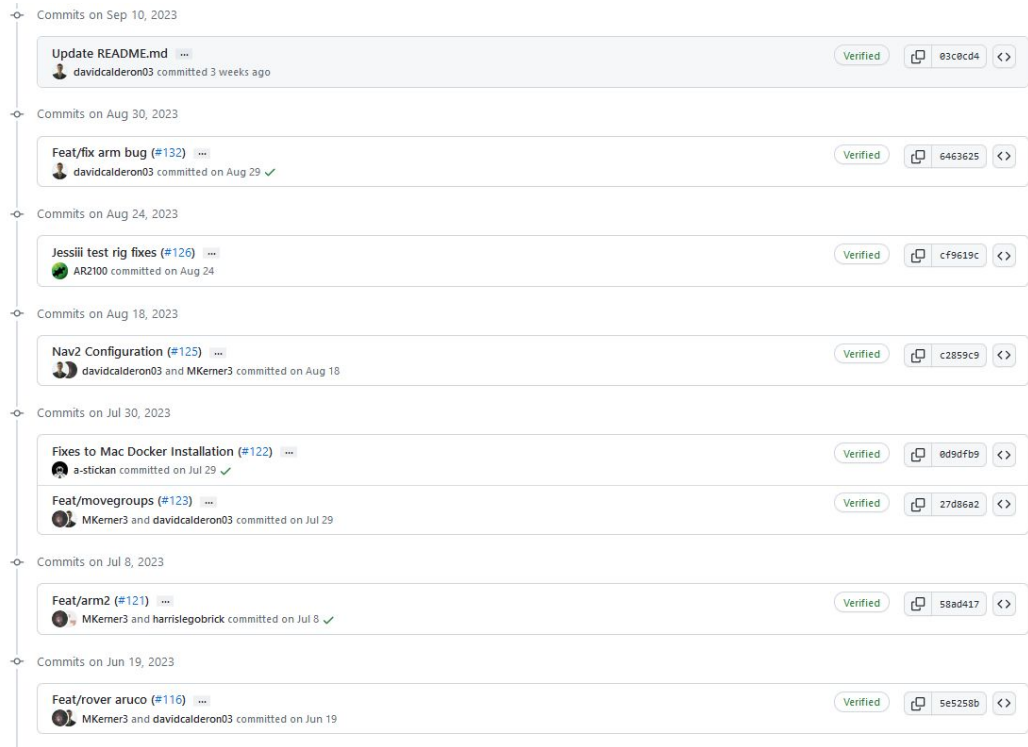 Commits on Sep 10, 2023
Update README.md ...
Verified 03c0cd4
davidcalderon03 committed 3 weeks ago
Commits on Aug 30, 2023
Feat/fix arm bug (#132) ...
Verified 6463625
davidcalderon03 committed on Aug 29
Commits on Aug 24, 2023
Jessiii test rig fixes (#126) ...
Verified cf9619c
AR2100 committed on Aug 24
Commits on Aug 18, 2023
Nav2 Configuration (#125) ...
Verified c2859c9
davidcalderon03 and MKerner3 committed on Aug 18
Commits on Jul 30, 2023
Fixes to Mac Docker Installation (#122) ...
Verified 0d9dfb9
a-stickan committed on Jul 29
Feat/movegroups (#123) ...
Verified 27d86a2
MKerner3 and davidcalderon03 committed on Jul 29
Commits on Jul 8, 2023
Feat/arm2 (#121) ...
Verified 58ad417
MKerner3 and harrislegobrick committed on Jul 8
Commits on Jun 19, 2023
Feat/rover aruco (#116) ...
Verified 5e5258b
MKerner3 and davidcalderon03 committed on Jun 19